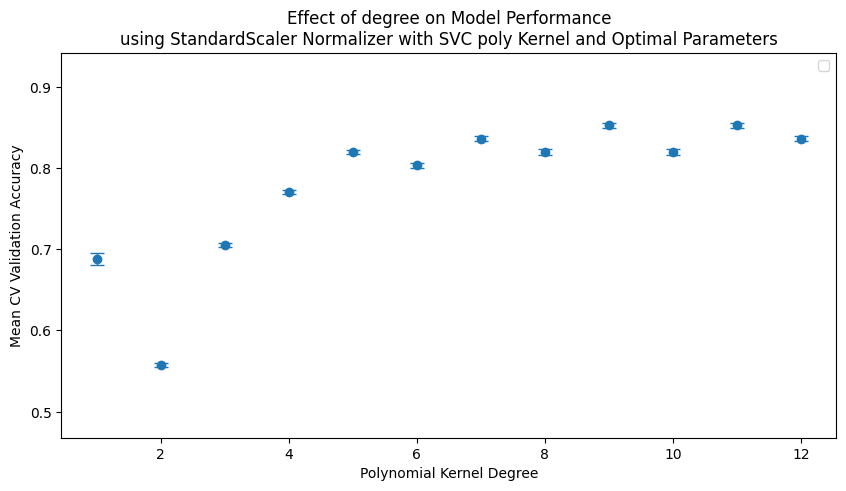 Effect of degree on Model Performance
using StandardScaler Normalizer with SVC poly Kernel and Optimal Parameters
Mean CV Validation Accuracy
0.9
0.8
0.7
0.6
0.5
2 4 6 8 10 12
Polynomial Kernel Degree